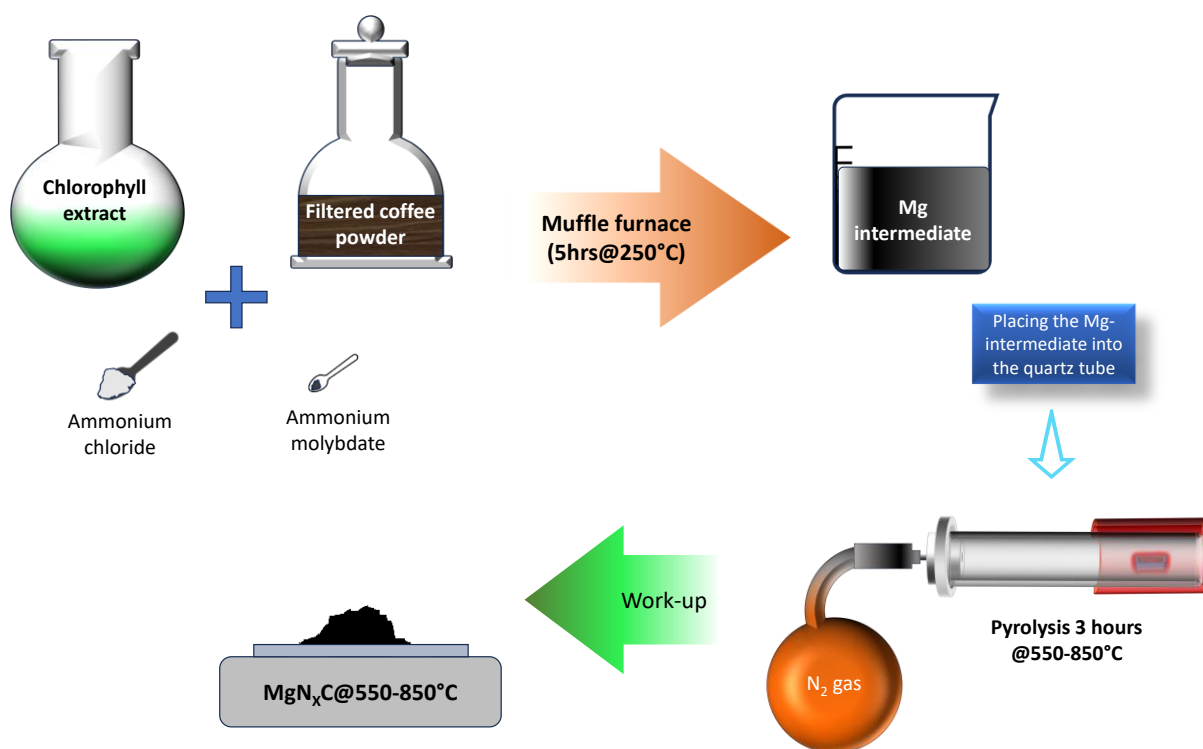 Chlorophyll
extract
Filtered coffee
powder
Muffle furnace
(5hrs@250°C)
Mg
intermediate
Ammonium
chloride
Ammonium
molybdate
Placing the Mg-
intermediate into
the quartz tube
Pyrolysis 3 hours
@550-850°C
N₂ gas
Work-up
MgNₓC@550-850°C